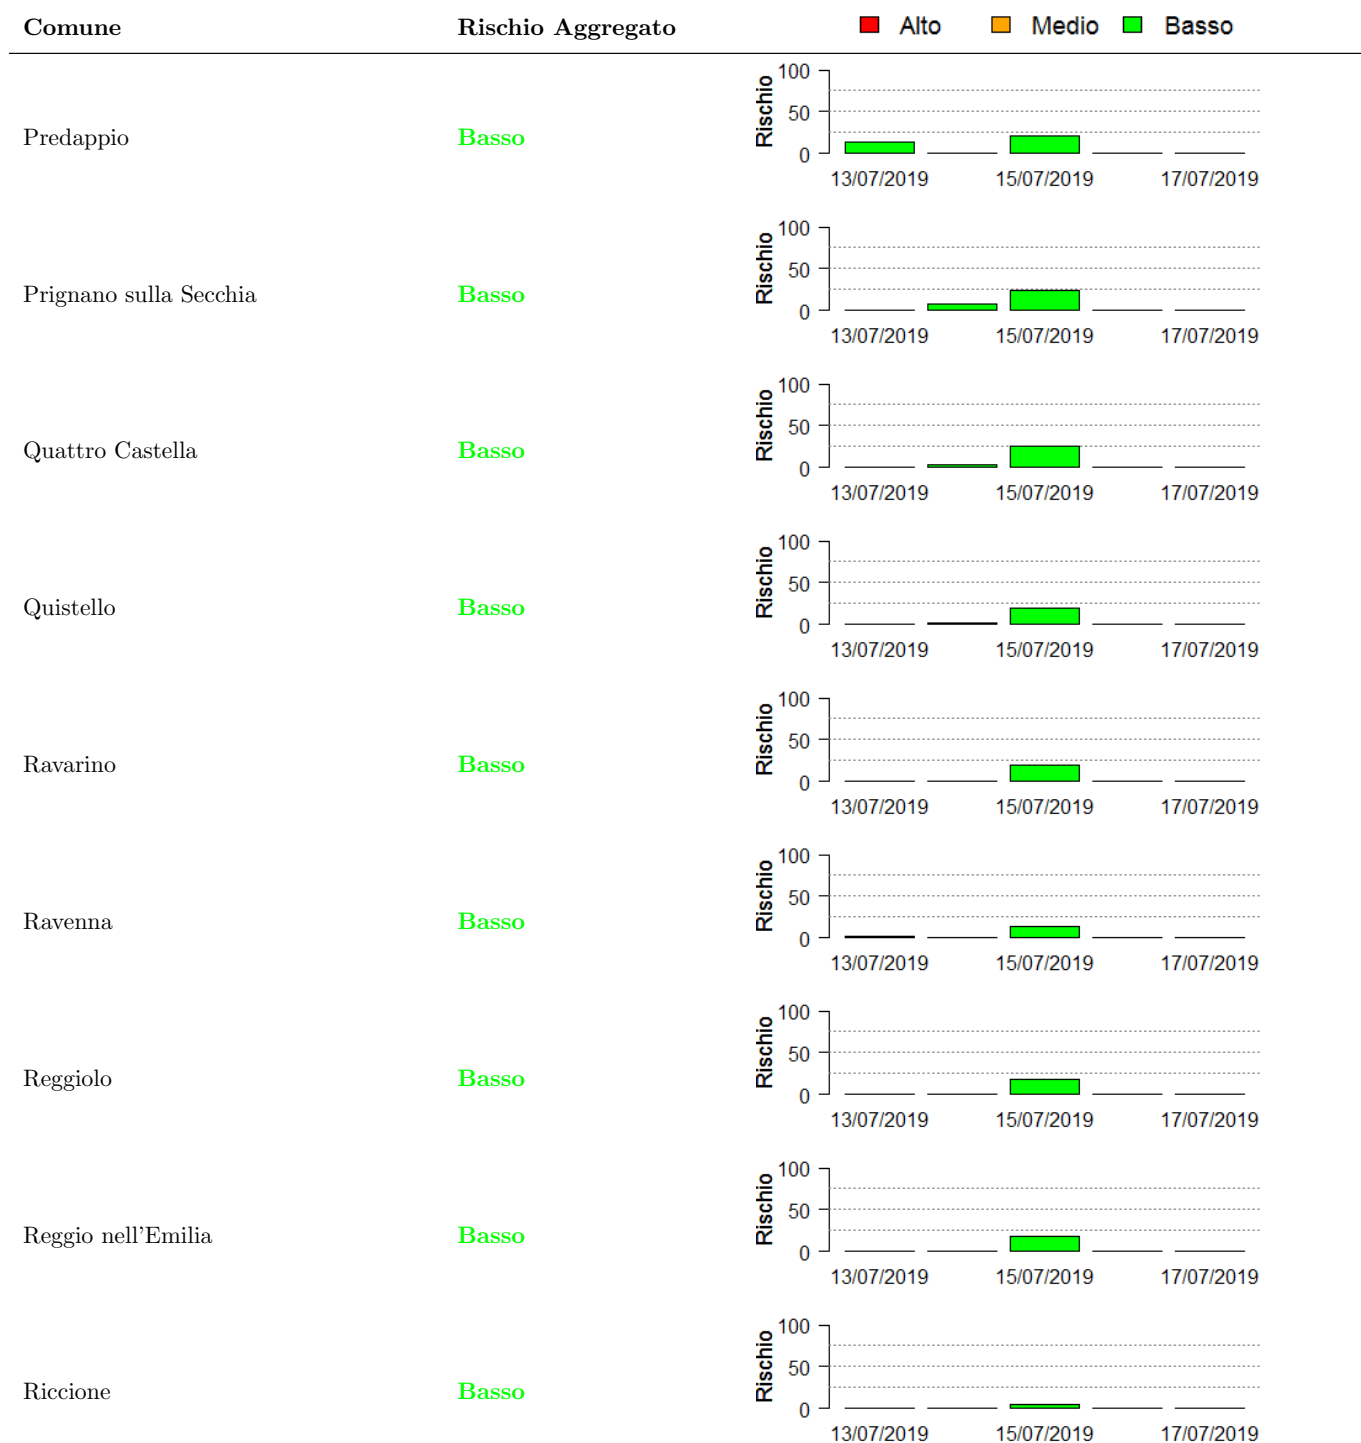 Comune Rischio Aggregato Alto Medio Basso
Predappio Basso
Rischio
100
50
0
13/07/2019 15/07/2019 17/07/2019
Prignano sulla Secchia Basso
Rischio
100
50
0
13/07/2019 15/07/2019 17/07/2019
Quattro Castella Basso
Rischio
100
50
0
13/07/2019 15/07/2019 17/07/2019
Quistello Basso
Rischio
100
50
0
13/07/2019 15/07/2019 17/07/2019
Ravarino Basso
Rischio
100
50
0
13/07/2019 15/07/2019 17/07/2019
Ravenna Basso
Rischio
100
50
0
13/07/2019 15/07/2019 17/07/2019
Reggiolo Basso
Rischio
100
50
0
13/07/2019 15/07/2019 17/07/2019
Reggio nell'Emilia Basso
Rischio
100
50
0
13/07/2019 15/07/2019 17/07/2019
Riccione Basso
Rischio
100
50
0
13/07/2019 15/07/2019 17/07/2019